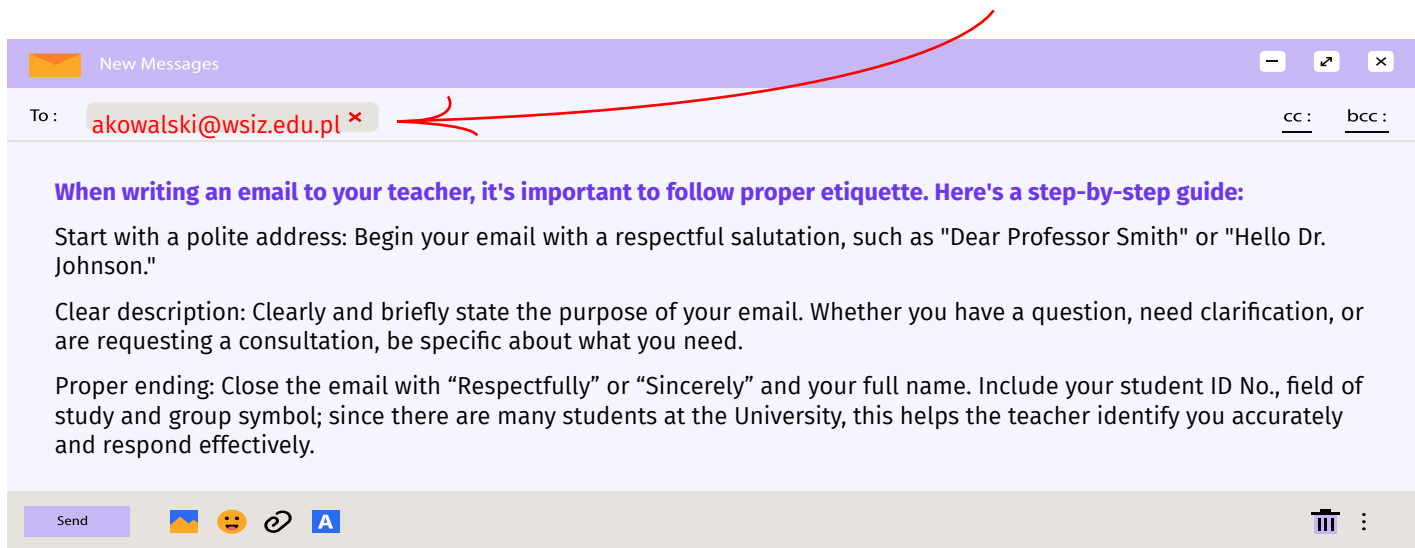 New Messages
To :
akowalski@wsiz.edu.pl
cc :
bcc :
When writing an email to your teacher, it's important to follow proper etiquette. Here's a step-by-step guide:
Start with a polite address: Begin your email with a respectful salutation, such as "Dear Professor Smith" or "Hello Dr.
Johnson."
Clear description: Clearly and briefly state the purpose of your email. Whether you have a question, need clarification, or
are requesting a consultation, be specific about what you need.
Proper ending: Close the email with “Respectfully” or “Sincerely” and your full name. Include your student ID No., field of
study and group symbol; since there are many students at the University, this helps the teacher identify you accurately
and respond effectively.
Send
A